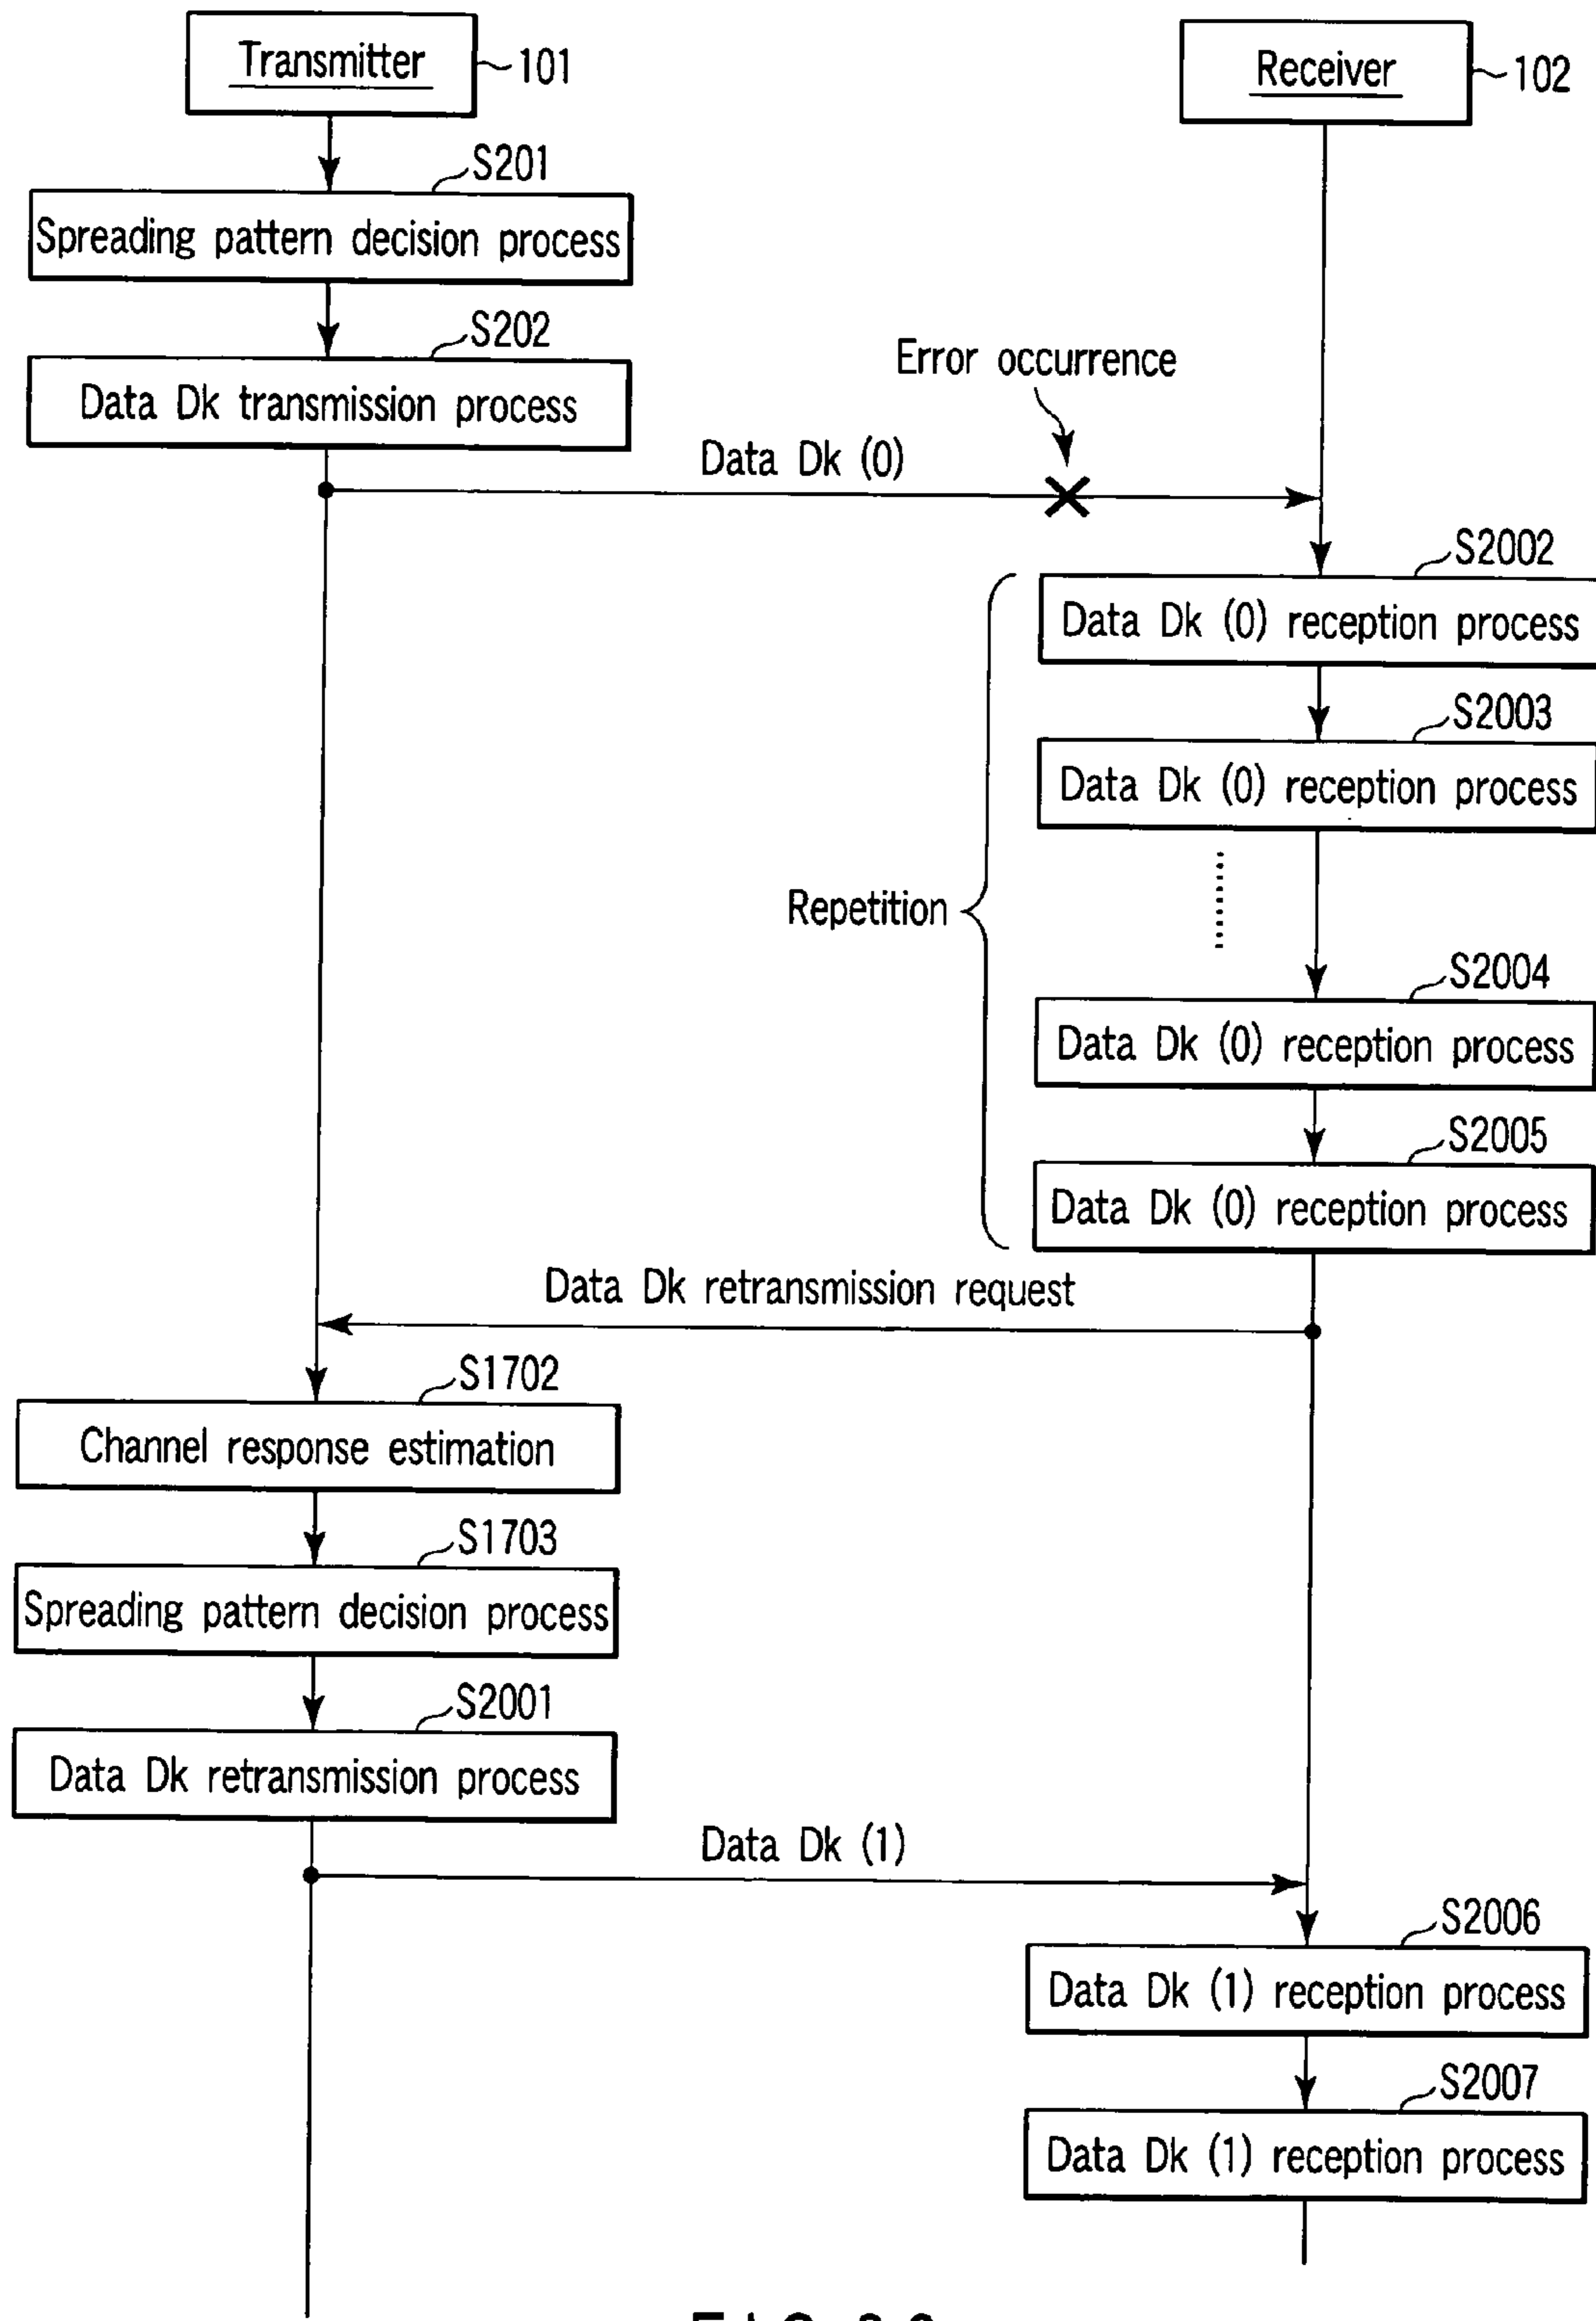 Transmitter
101
Receiver
102
S201
Spreading pattern decision process
S202
Data Dk transmission process
Error occurrence
Data Dk (0)
S2002
Data Dk (0) reception process
S2003
Data Dk (0) reception process
Repetition
S2004
Data Dk (0) reception process
S2005
Data Dk (0) reception process
Data Dk retransmission request
S1702
Channel response estimation
S1703
Spreading pattern decision process
S2001
Data Dk retransmission process
Data Dk (1)
S2006
Data Dk (1) reception process
S2007
Data Dk (1) reception process